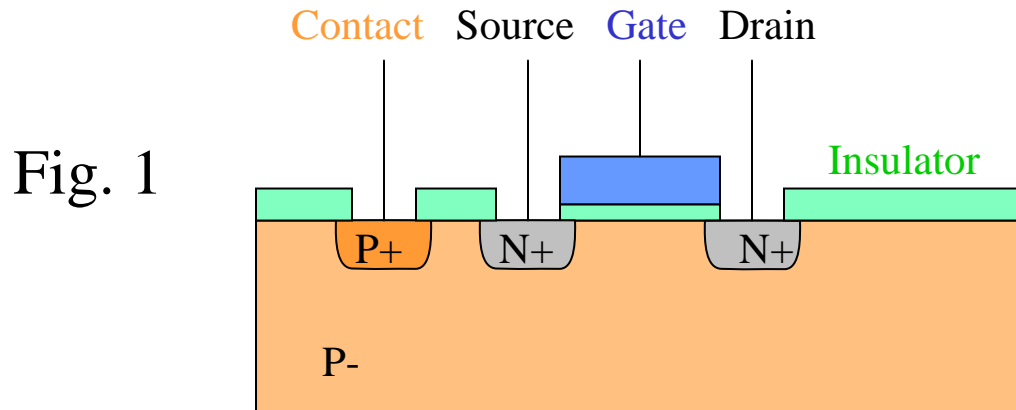 Contact Source Gate Drain
Fig. 1
Insulator
P+ N+ N+
P-